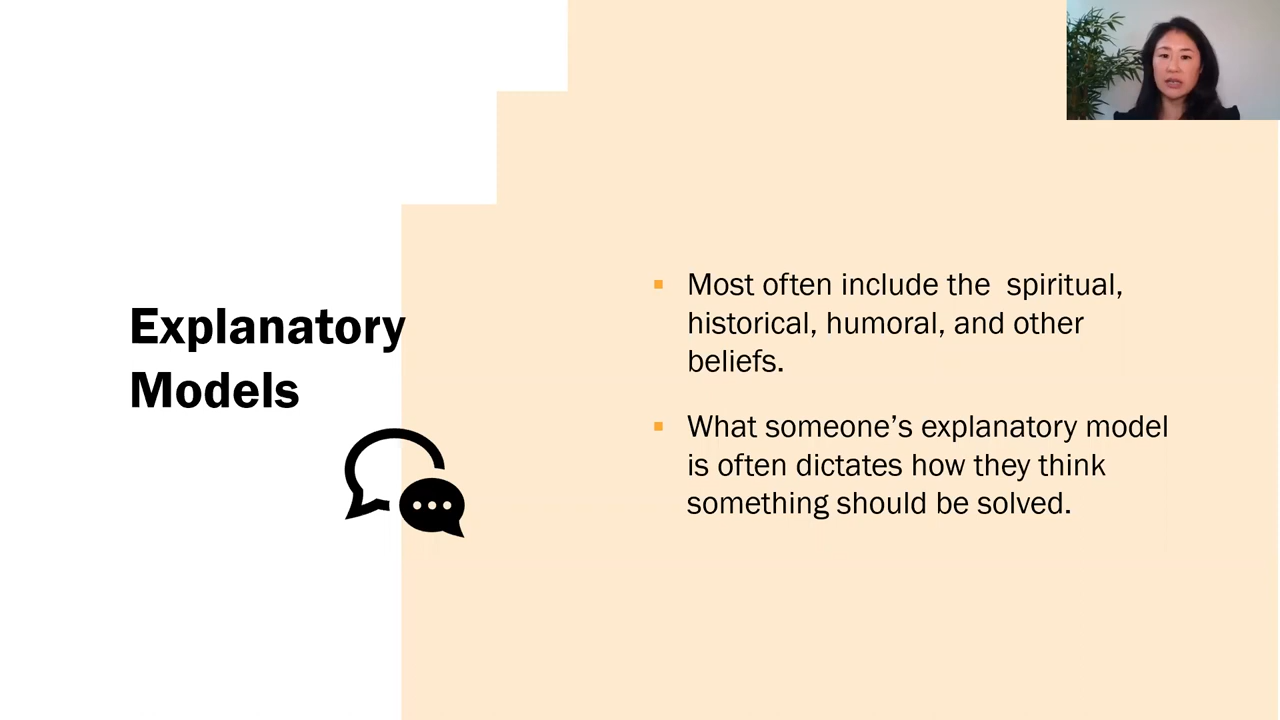 Explanatory
Models
Most often include the  spiritual,
historical, humoral, and other
beliefs.
What someone’s explanatory model
is often dictates how they think
something should be solved.